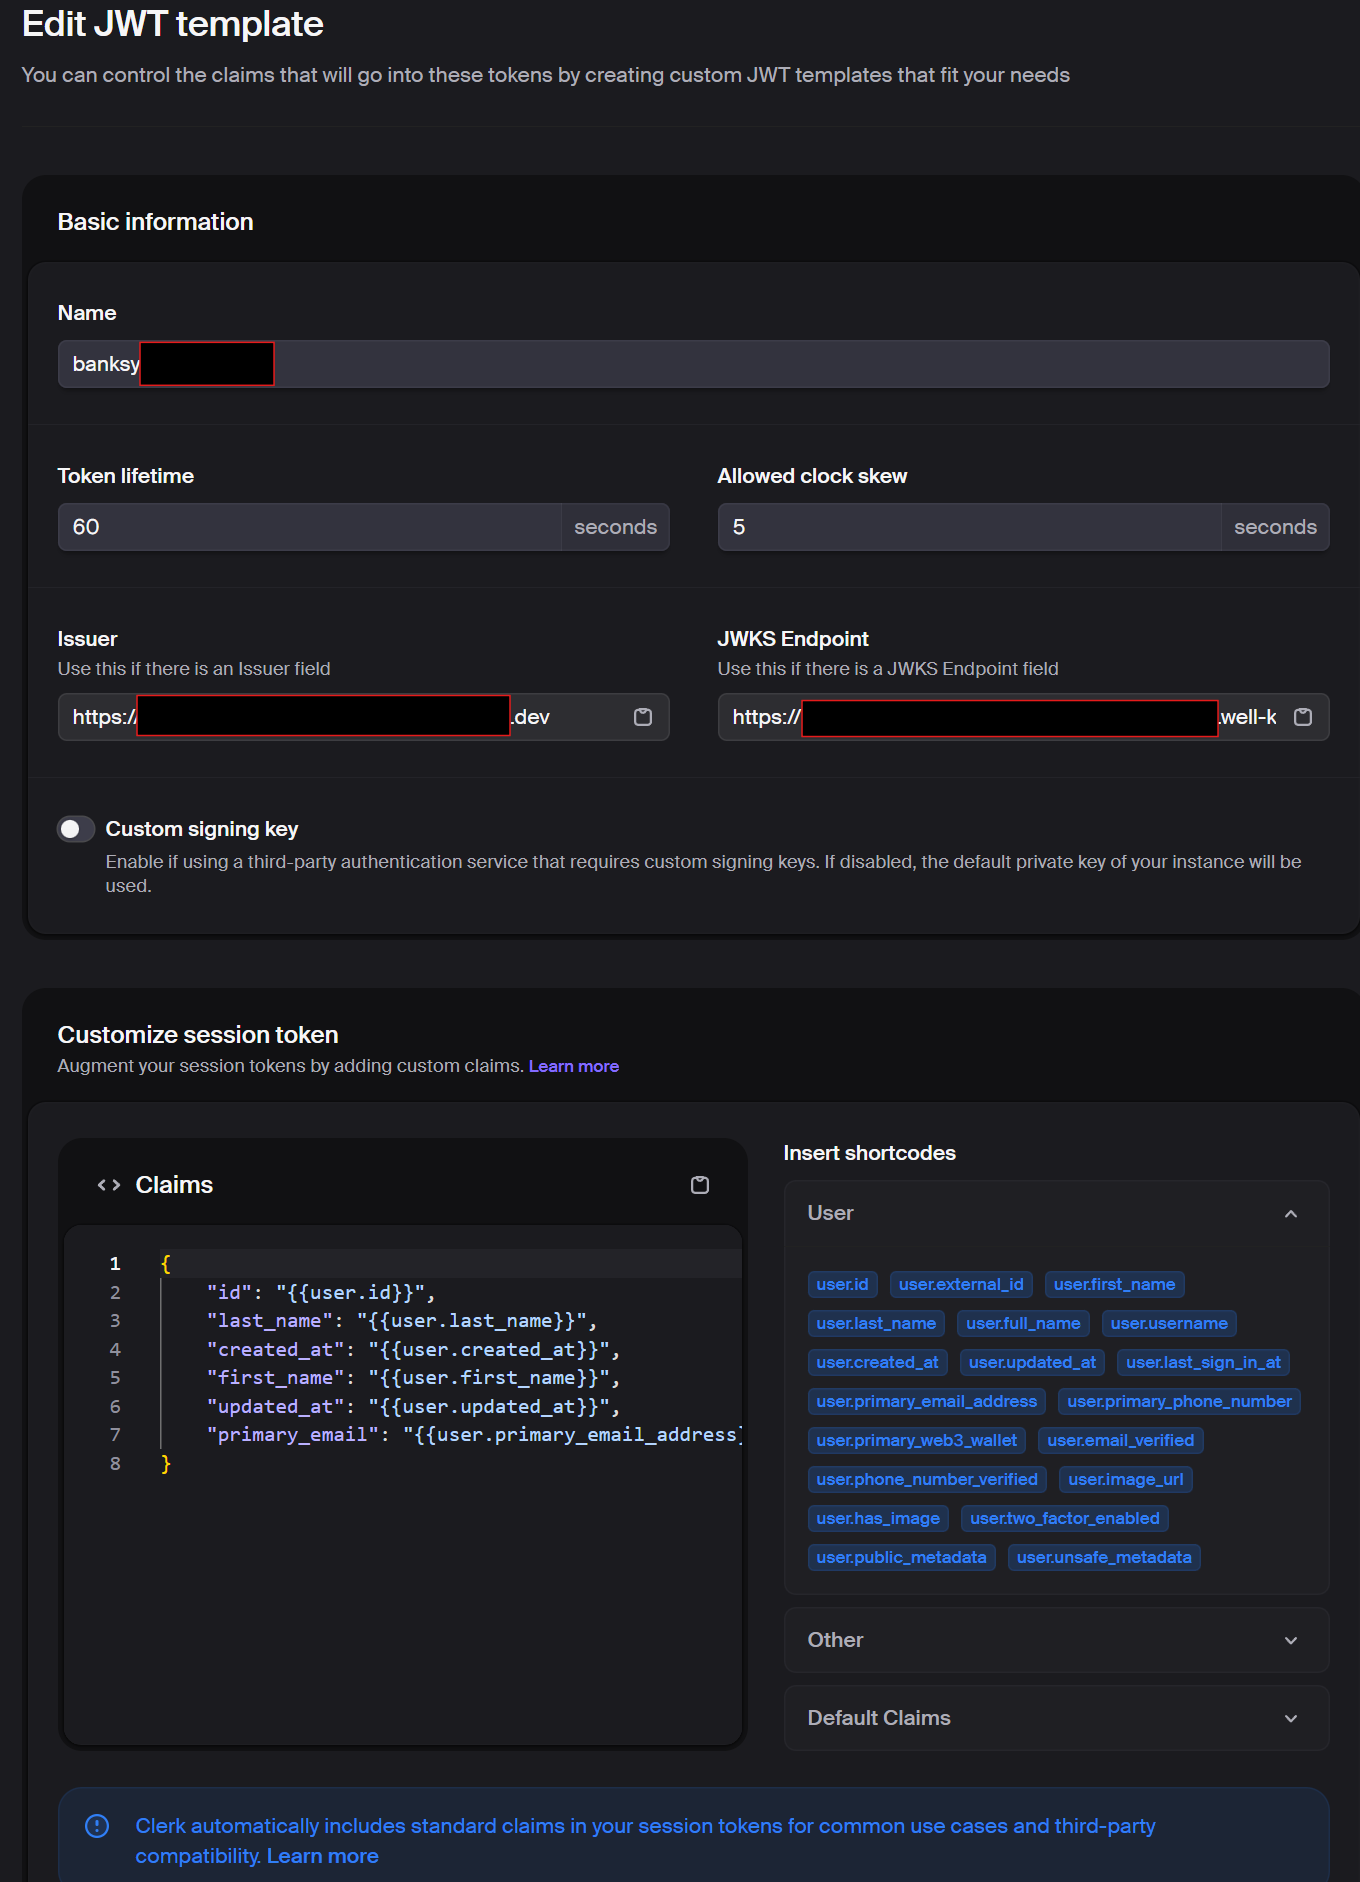 Edit JWT template
You can control the claims that will go into these tokens by creating custom JWT templates that fit your needs
Basic information
Name
banksy
Token lifetime
60 seconds
Allowed clock skew
5 seconds
Issuer
Use this if there is an Issuer field
https:// .dev
JWKS Endpoint
Use this if there is a JWKS Endpoint field
https:// .well-k
Custom signing key
Enable if using a third-party authentication service that requires custom signing keys. If disabled, the default private key of your instance will be
used.
Customize session token
Augment your session tokens by adding custom claims. Learn more
<> Claims
1 {
2 "id": "{{user.id}}",
3 "last_name": "{{user.last_name}}",
4 "created_at": "{{user.created_at}}",
5 "first_name": "{{user.first_name}}",
6 "updated_at": "{{user.updated_at}}",
7 "primary_email": "{{user.primary_email_address}
8 }
Insert shortcodes
User
user.id user.external_id user.first_name
user.last_name user.full_name user.username
user.created_at user.updated_at user.last_sign_in_at
user.primary_email_address user.primary_phone_number
user.primary_web3_wallet user.email_verified
user.phone_number_verified user.image_url
user.has_image user.two_factor_enabled
user.public_metadata user.unsafe_metadata
Other
Default Claims
Clerk automatically includes standard claims in your session tokens for common use cases and third-party
compatibility. Learn more